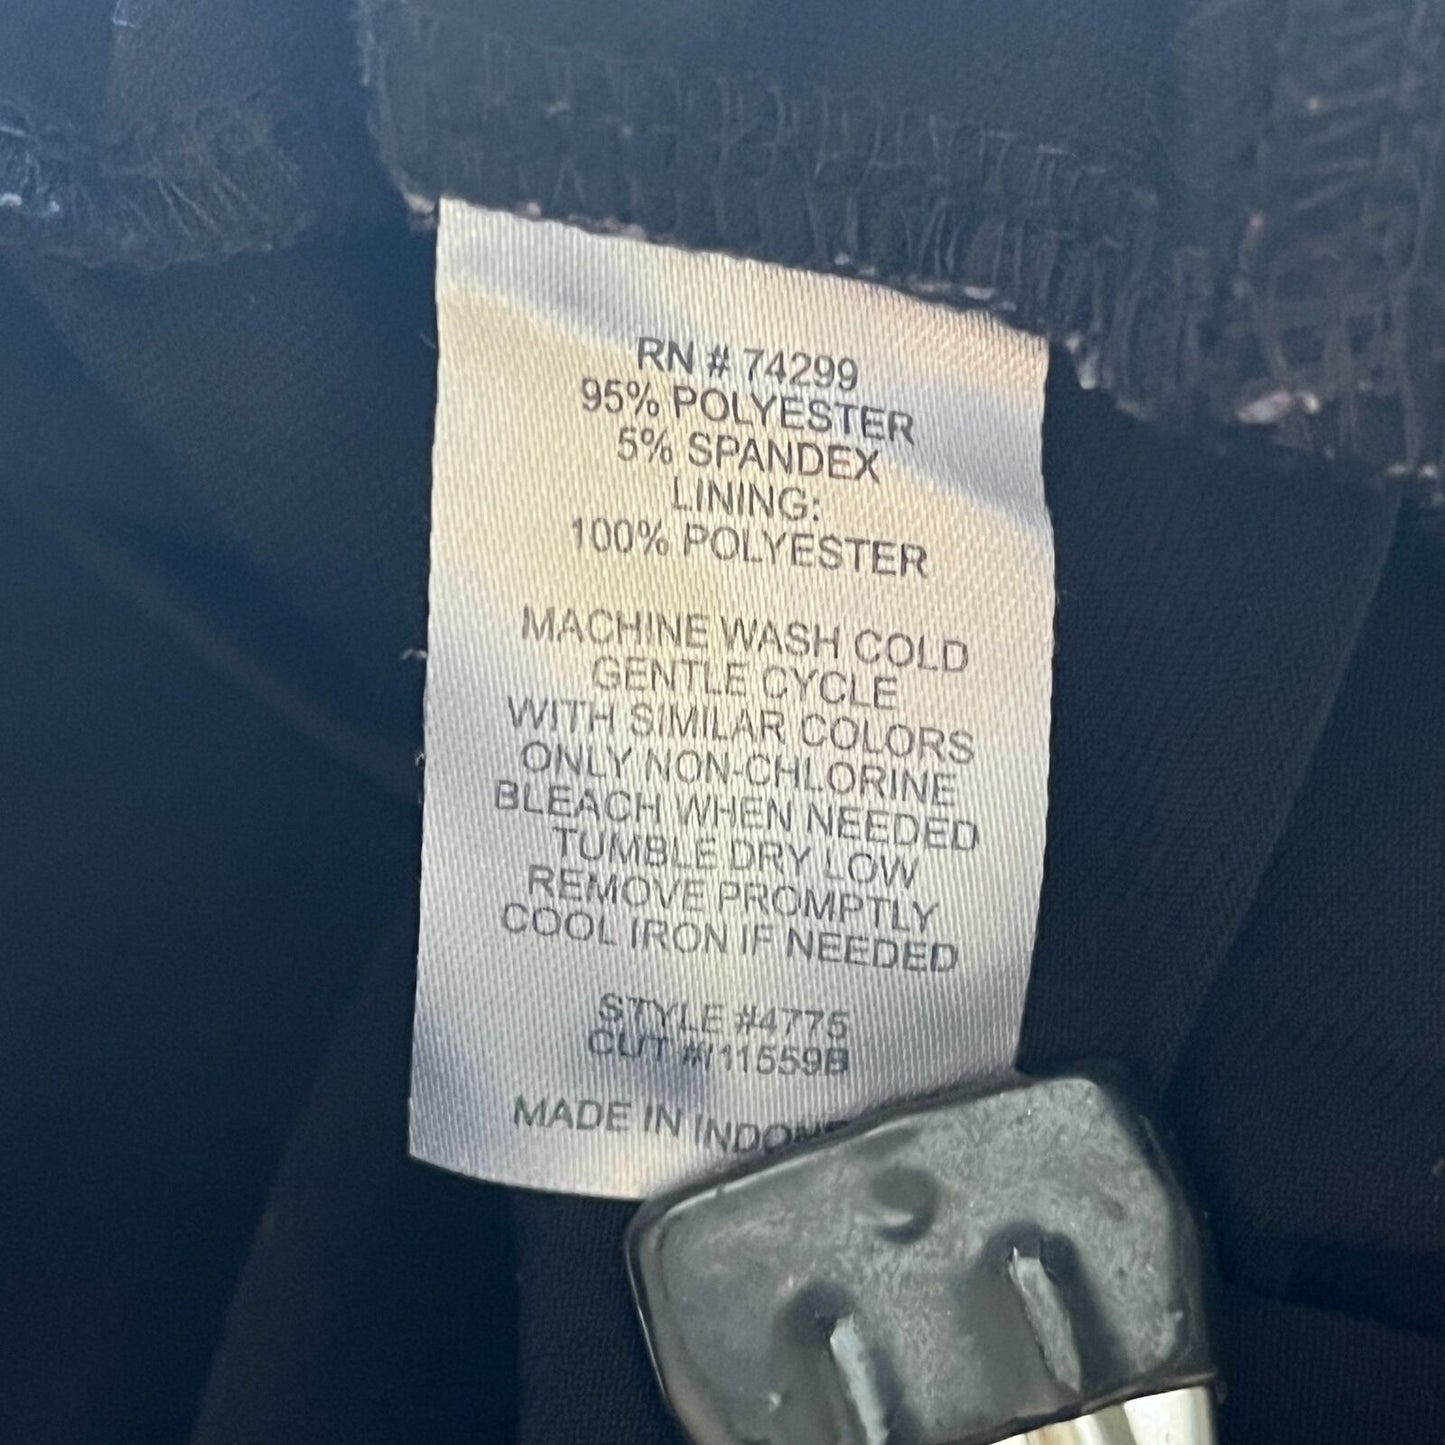 RN # 74299
95% POLYESTER
5% SPANDEX
LINING:
100% POLYESTER
MACHINE WASH COLD
GENTLE CYCLE
WITH SIMILAR COLORS
ONLY NON-CHLORINE
BLEACH WHEN NEEDED
TUMBLE DRY LOW
REMOVE PROMPTLY
COOL IRON IF NEEDED
STYLE #4775
CUT #I11559B
MADE IN